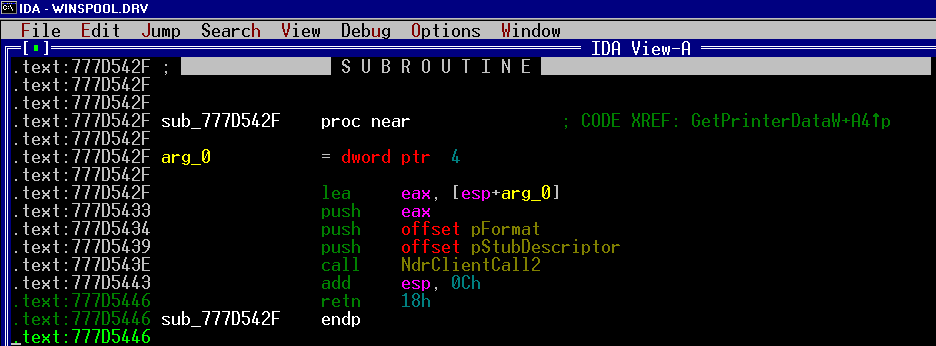 IDA - WINSPOOL.DRV
File Edit Jump Search View Debug Options Window
[▪] IDA View-A
.text:777D542F ; S U B R O U T I N E
.text:777D542F
.text:777D542F
.text:777D542F sub_777D542F proc near ; CODE XREF: GetPrinterDataW+A4↑p
.text:777D542F
.text:777D542F arg_0 = dword ptr 4
.text:777D542F
.text:777D542F lea eax, [esp+arg_0]
.text:777D5433 push eax
.text:777D5434 push offset pFormat
.text:777D5439 push offset pStubDescriptor
.text:777D543E call NdrClientCall2
.text:777D5443 add esp, 0Ch
.text:777D5446 retn 18h
.text:777D5446 sub_777D542F endp
.text:777D5446